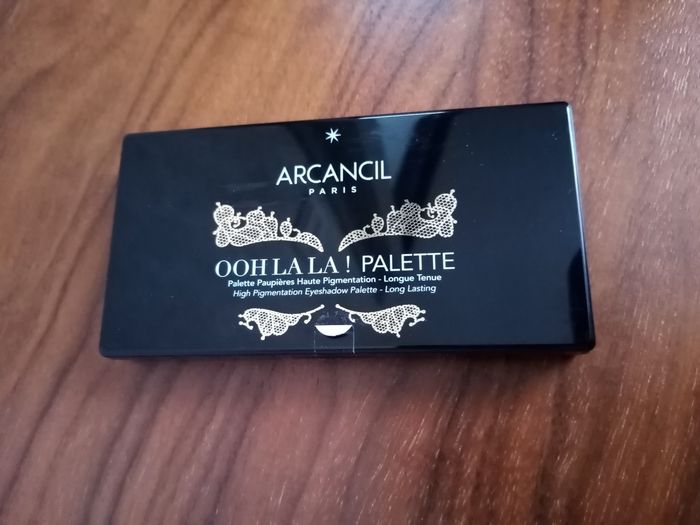 ARCANCIL
PARIS
OOH LA LA ! PALETTE
Palette Paupières Haute Pigmentation - Longue Tenue
High Pigmentation Eyeshadow Palette - Long Lasting